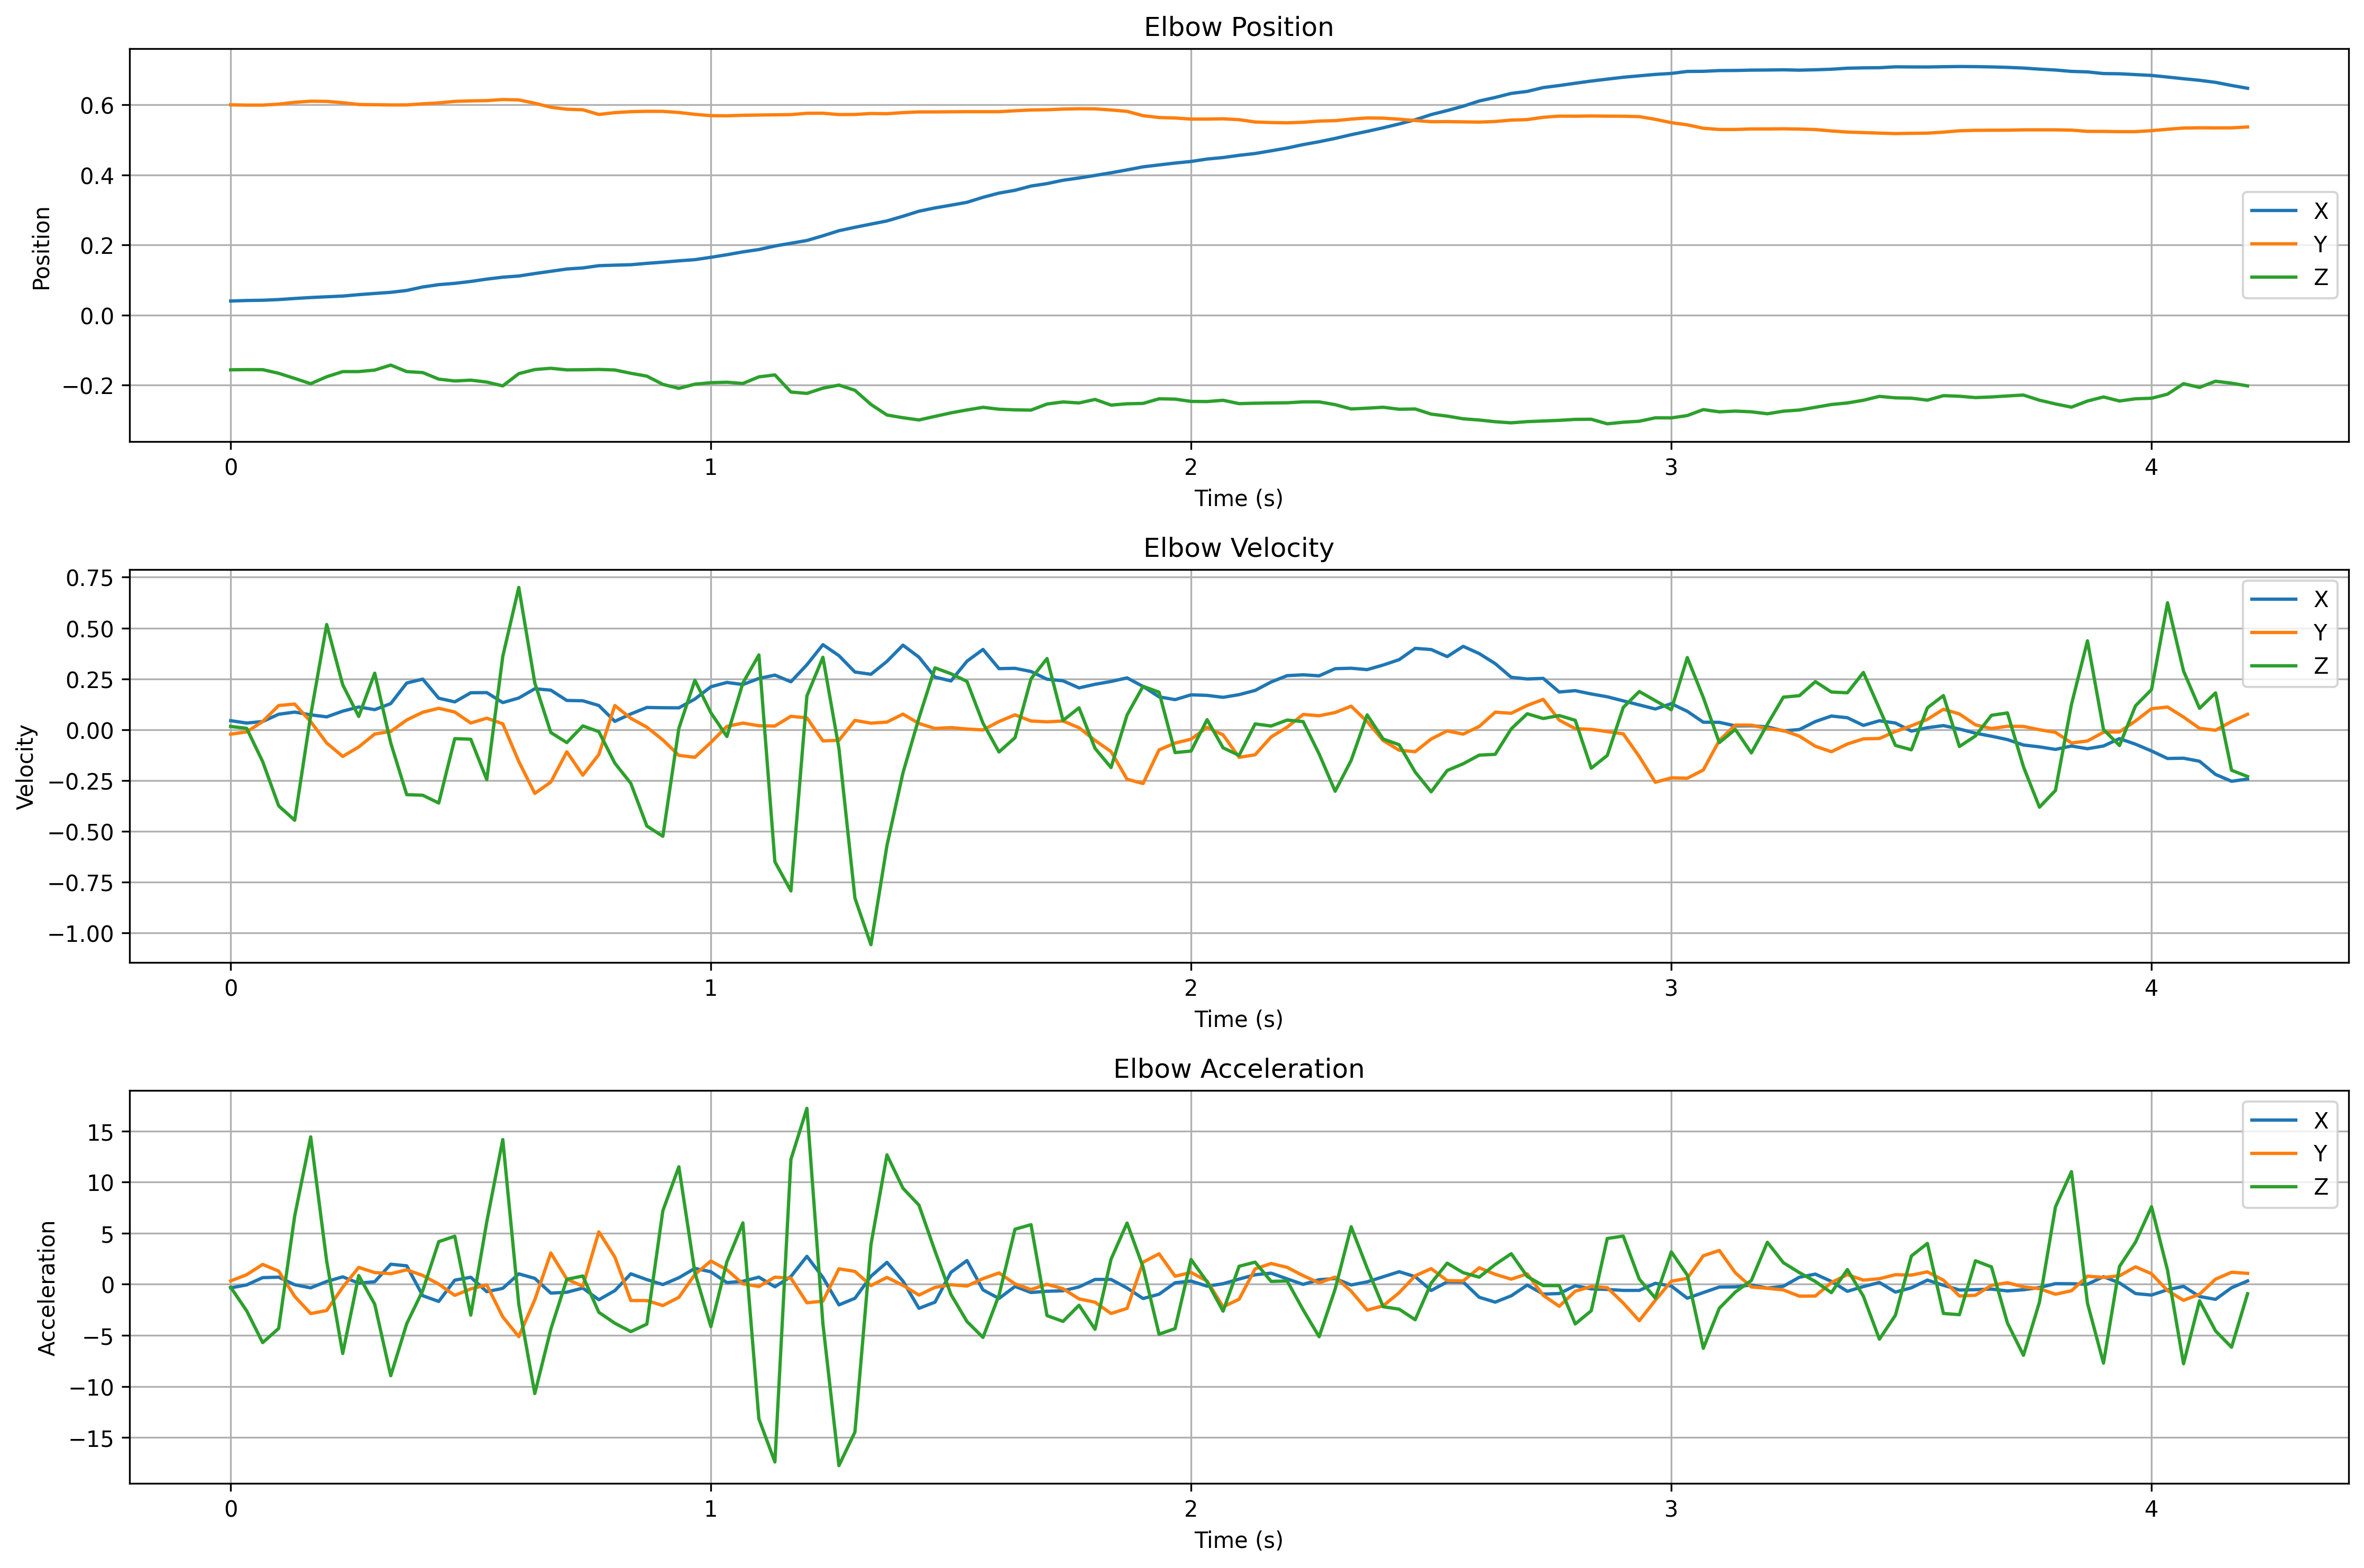 Elbow Position
Position
0.6
0.4
0.2
0.0
−0.2
X
Y
Z
0 1 2 3 4
Time (s)
Elbow Velocity
Velocity
0.75
0.50
0.25
0.00
−0.25
−0.50
−0.75
−1.00
X
Y
Z
0 1 2 3 4
Time (s)
Elbow Acceleration
Acceleration
15
10
5
0
−5
−10
−15
X
Y
Z
0 1 2 3 4
Time (s)